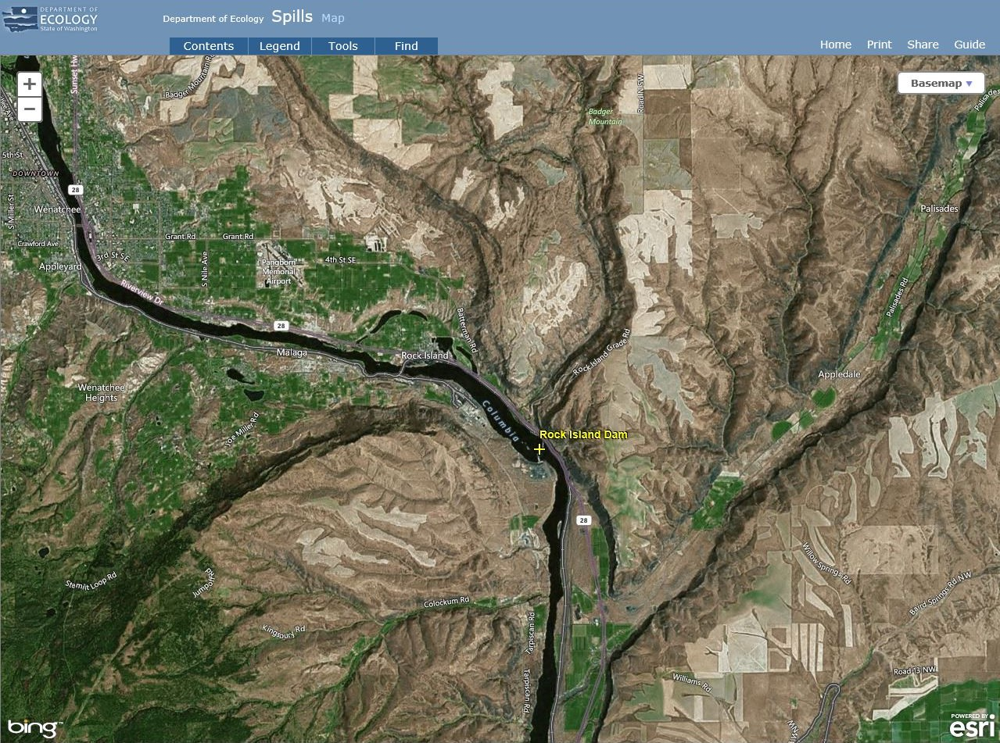 DEPARTMENT OF
ECOLOGY
State of Washington
Department of Ecology Spills Map
Contents Legend Tools Find
Home Print Share Guide
+
−
Basemap ▼
Sunset Hwy
Badger Mountain Rd
Road N SW
Badger
Mountain
Palisades
5th St
DOWNTOWN
28
S Miller St
Wenatchee
Palisades
Grant Rd Grant Rd
Crawford Ave
3rd St SE
4th St SE
Pangborn
Memorial
Airport
S Nile Ave
Appleyard
Riverview Dr
Palisades Rd
28
Batterman Rd
Malaga
Rock Island
Rock Island Grade Rd
Appledale
Wenatchee
Heights
Columbia
Joe Miller Rd
Rock Island Dam
28
Willow Springs Rd
Stemilt Loop Rd
Jumpoff Rd
Baird Springs Rd NW
Colockum Rd
Kingsbury Rd
Tarpiscan Rd
Road 13 NW
Williams Rd
Tarpiscan Rd
NW
bing™
POWERED BY
esri